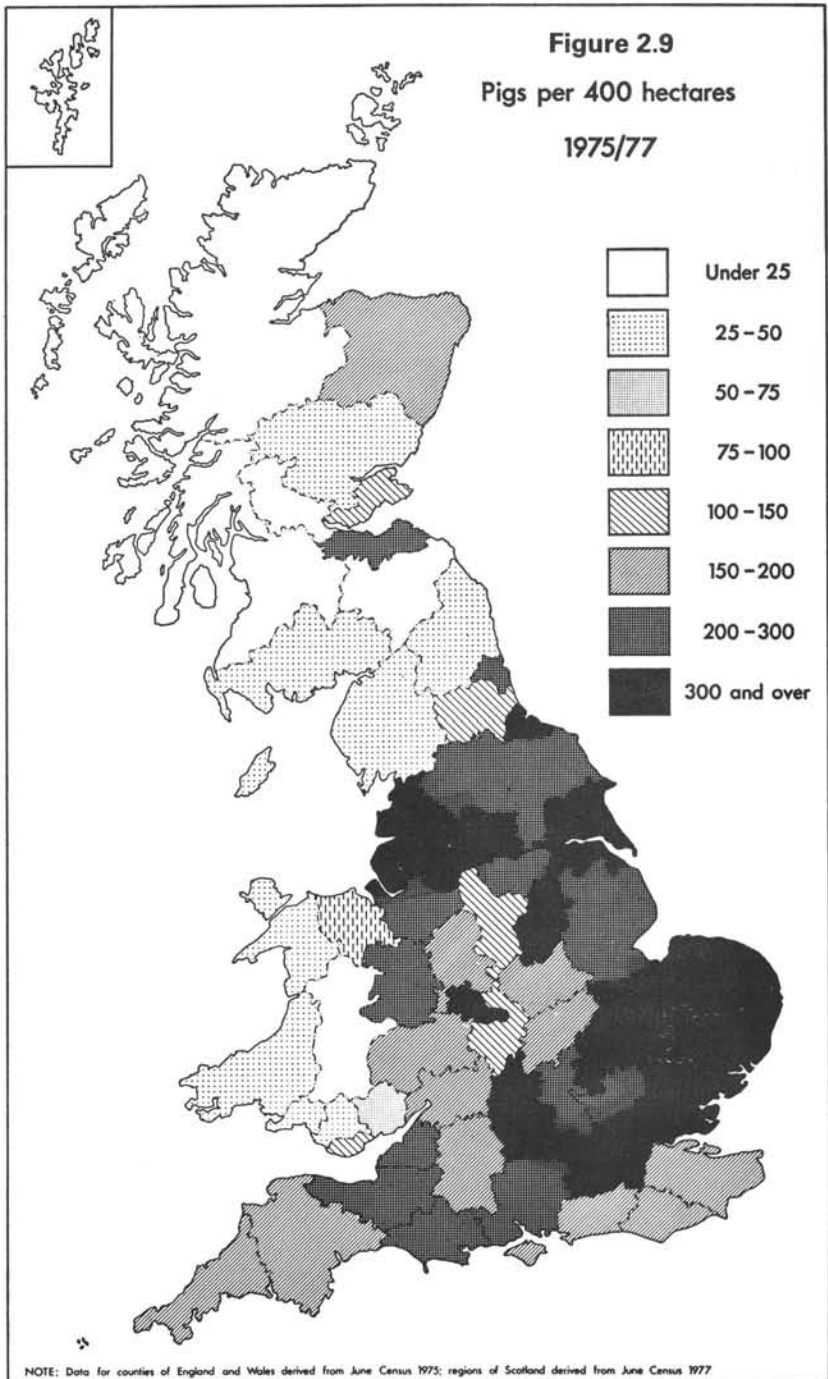 Figure 2.9
Pigs per 400 hectares
1975/77
Under 25
25–50
50–75
75–100
100–150
150–200
200–300
300 and over
NOTE: Data for counties of England and Wales derived from June Census 1975; regions of Scotland derived from June Census 1977